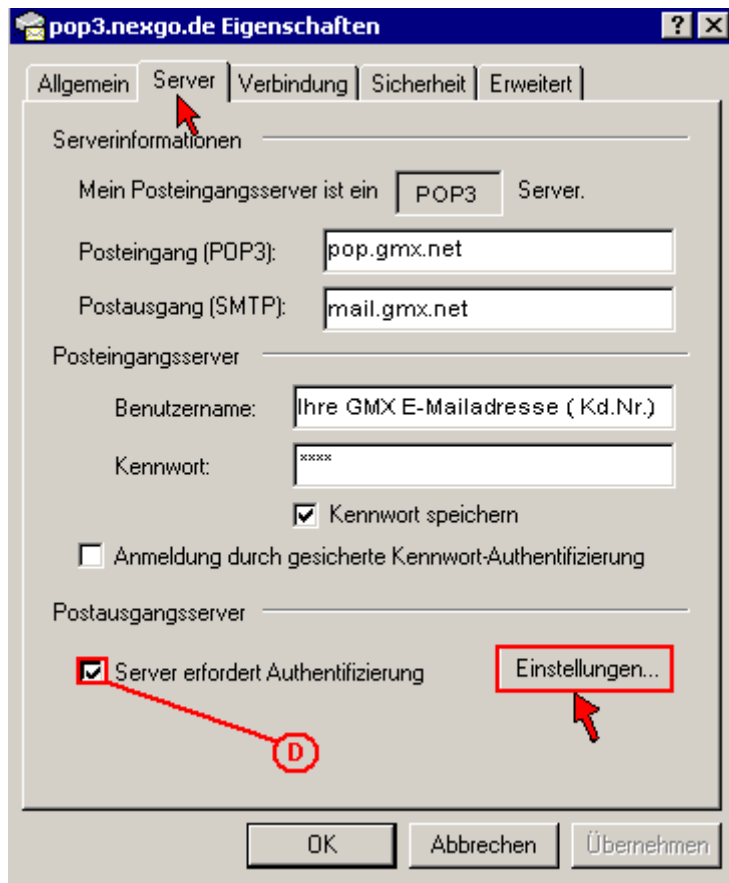 pop3.nexgo.de Eigenschaften
Allgemein Server Verbindung Sicherheit Erweitert
Serverinformationen
Mein Posteingangsserver ist ein POP3 Server.
Posteingang (POP3): pop.gmx.net
Postausgang (SMTP): mail.gmx.net
Posteingangsserver
Benutzername: Ihre GMX E-Mailadresse ( Kd.Nr.)
Kennwort: ****
Kennwort speichern
Anmeldung durch gesicherte Kennwort-Authentifizierung
Postausgangsserver
Server erfordert Authentifizierung Einstellungen...
D
OK Abbrechen Übernehmen